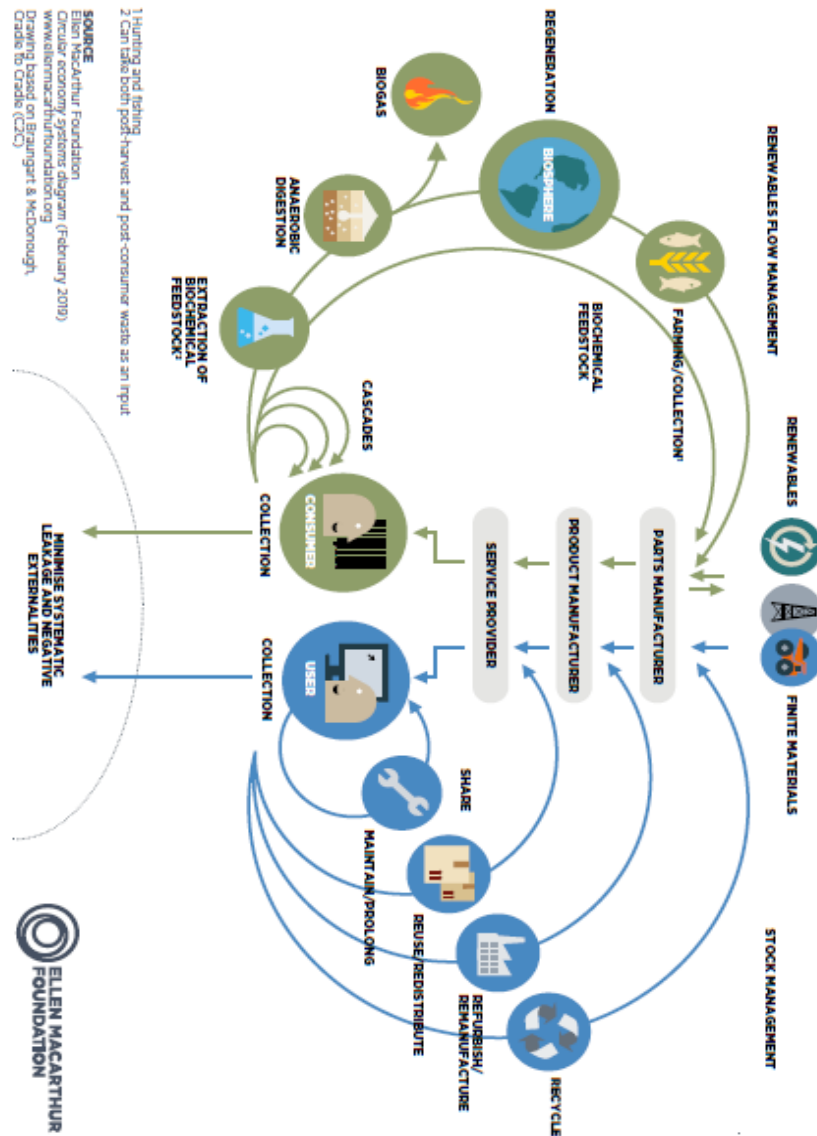 RENEWABLES
FINITE MATERIALS
RENEWABLES FLOW MANAGEMENT
STOCK MANAGEMENT
PARTS MANUFACTURER
PRODUCT MANUFACTURER
SERVICE PROVIDER
FARMING/COLLECTION¹
BIOCHEMICAL
FEEDSTOCK
REGENERATION
BIOSPHERE
BIOGAS
ANAEROBIC
DIGESTION
EXTRACTION OF
BIOCHEMICAL
FEEDSTOCK²
CASCADES
CONSUMER
COLLECTION
USER
COLLECTION
SHARE
MAINTAIN/PROLONG
REUSE/REDISTRIBUTE
REFURBISH/
REMANUFACTURE
RECYCLE
MINIMISE SYSTEMATIC
LEAKAGE AND NEGATIVE
EXTERNALITIES
1 Hunting and fishing
2 Can take both post-harvest and post-consumer waste as an input
SOURCE
Ellen MacArthur Foundation
Circular economy systems diagram (February 2019)
www.ellenmacarthurfoundation.org
Drawing based on Braungart & McDonough,
Cradle to Cradle (C2C)
ELLEN MACARTHUR
FOUNDATION